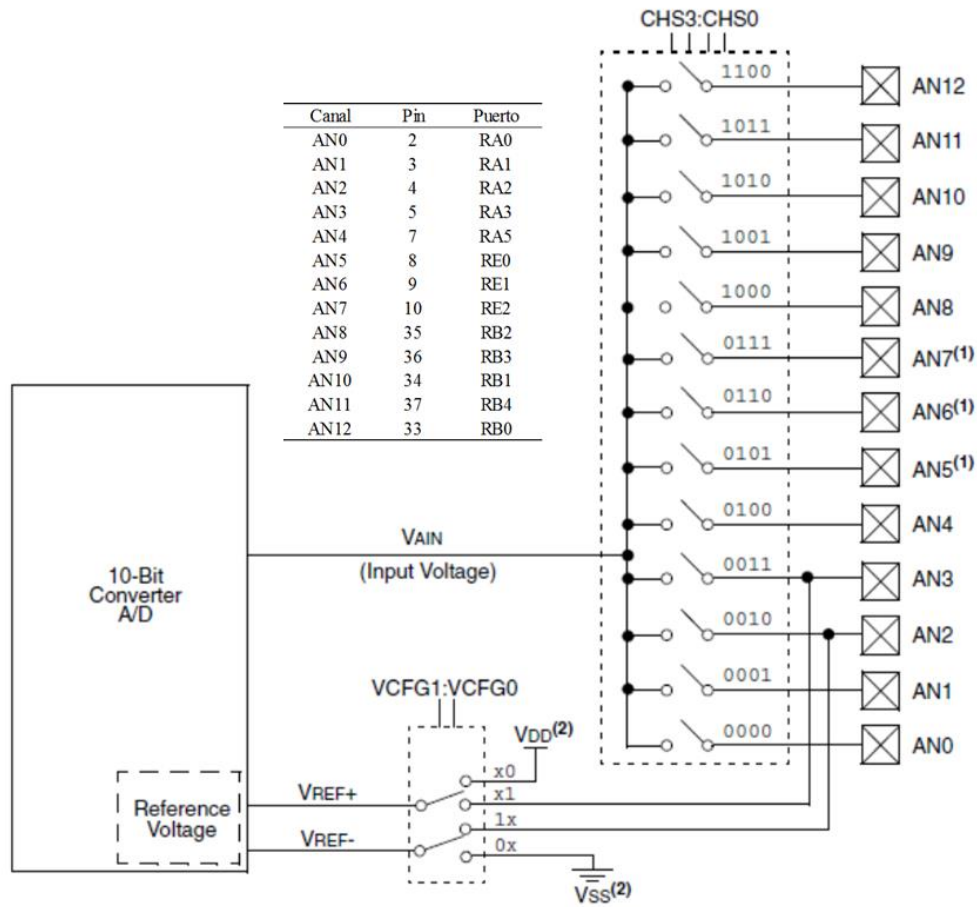 CHS3:CHS0
1100 AN12
1011 AN11
1010 AN10
1001 AN9
1000 AN8
0111 AN7(1)
0110 AN6(1)
0101 AN5(1)
0100 AN4
0011 AN3
0010 AN2
0001 AN1
0000 AN0
Canal Pin Puerto
AN0 2 RA0
AN1 3 RA1
AN2 4 RA2
AN3 5 RA3
AN4 7 RA5
AN5 8 RE0
AN6 9 RE1
AN7 10 RE2
AN8 35 RB2
AN9 36 RB3
AN10 34 RB1
AN11 37 RB4
AN12 33 RB0
VAIN
(Input Voltage)
10-Bit
Converter
A/D
VCFG1:VCFG0
VDD(2)
x0
x1
1x
0x
VSS(2)
VREF+
VREF-
Reference
Voltage